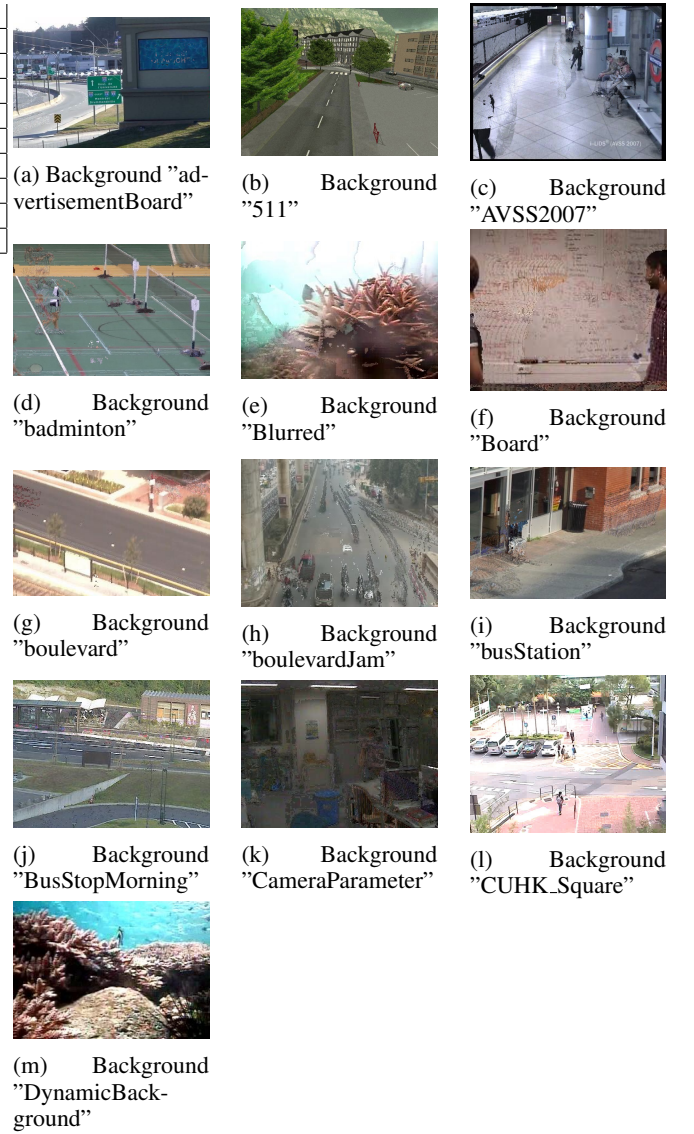 (a) Background ”ad-
vertisementBoard”
(b) Background
”511”
(c) Background
”AVSS2007”
(d) Background
”badminton”
(e) Background
”Blurred”
(f) Background
”Board”
(g) Background
”boulevard”
(h) Background
”boulevardJam”
(i) Background
”busStation”
(j) Background
”BusStopMorning”
(k) Background
”CameraParameter”
(l) Background
”CUHK_Square”
(m) Background
”DynamicBack-
ground”